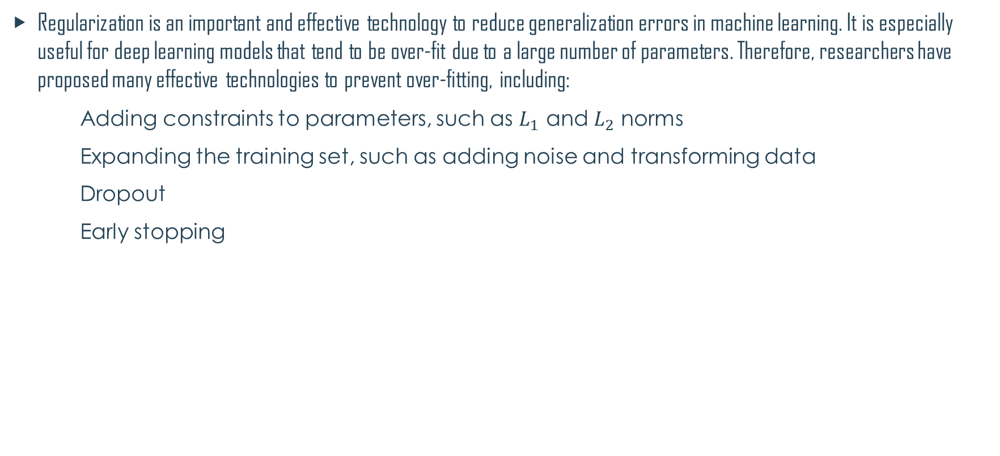 Regularization is an important and effective technology to reduce generalization errors in machine learning. It is especially
useful for deep learning models that tend to be over-fit due to a large number of parameters. Therefore, researchers have
proposed many effective technologies to prevent over-fitting, including:
Adding constraints to parameters, such as L₁ and L₂ norms
Expanding the training set, such as adding noise and transforming data
Dropout
Early stopping